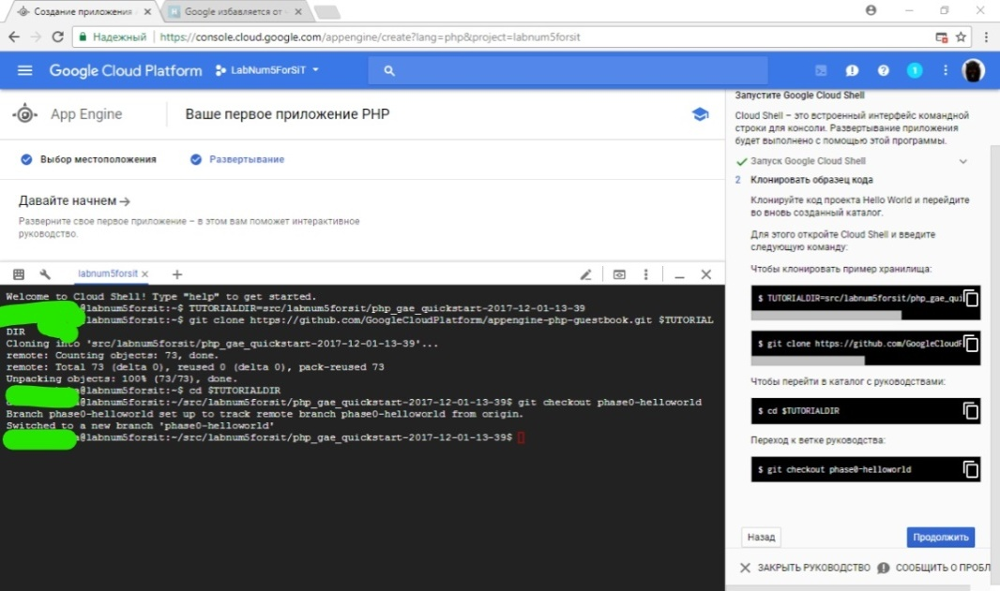 Создание приложения
Google избавляется от
Надежный
https://console.cloud.google.com/appengine/create?lang=php&project=labnum5forsit
Google Cloud Platform
LabNum5ForSiT
1
App Engine
Ваше первое приложение PHP
Выбор местоположения
Развертывание
Давайте начнем →
Разверните свое первое приложение – в этом вам поможет интерактивное
руководство.
labnum5forsit
Welcome to Cloud Shell! Type "help" to get started.
@labnum5forsit:~$ TUTORIALDIR=src/labnum5forsit/php_gae_quickstart-2017-12-01-13-39
@labnum5forsit:~$ git clone https://github.com/GoogleCloudPlatform/appengine-php-guestbook.git $TUTORIAL
DIR
Cloning into 'src/labnum5forsit/php_gae_quickstart-2017-12-01-13-39'...
remote: Counting objects: 73, done.
remote: Total 73 (delta 0), reused 0 (delta 0), pack-reused 73
Unpacking objects: 100% (73/73), done.
a@labnum5forsit:~$ cd $TUTORIALDIR
a@labnum5forsit:~/src/labnum5forsit/php_gae_quickstart-2017-12-01-13-39$ git checkout phase0-helloworld
Branch phase0-helloworld set up to track remote branch phase0-helloworld from origin.
Switched to a new branch 'phase0-helloworld'
a@labnum5forsit:~/src/labnum5forsit/php_gae_quickstart-2017-12-01-13-39$
Запустите Google Cloud Shell
Cloud Shell – это встроенный интерфейс командной
строки для консоли. Развертывание приложения
будет выполнено с помощью этой программы.
Запуск Google Cloud Shell
2 Клонировать образец кода
Клонируйте код проекта Hello World и перейдите
во вновь созданный каталог.
Для этого откройте Cloud Shell и введите
следующую команду:
Чтобы клонировать пример хранилища:
$ TUTORIALDIR=src/labnum5forsit/php_gae_qui
$ git clone https://github.com/GoogleCloudP
Чтобы перейти в каталог с руководствами:
$ cd $TUTORIALDIR
Переход к ветке руководства:
$ git checkout phase0-helloworld
Назад
Продолжить
ЗАКРЫТЬ РУКОВОДСТВО
СООБЩИТЬ О ПРОБЛ